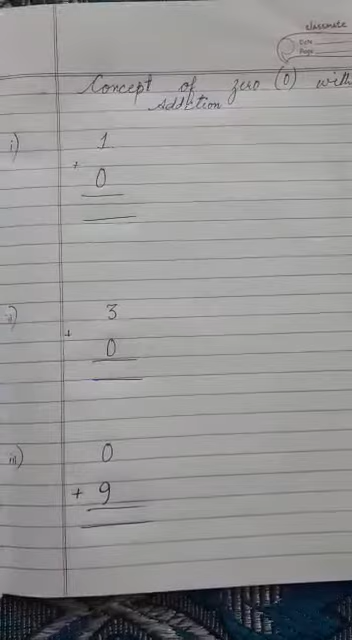 classmate
Date
Page
Concept of zero (0) with
Addition
i) 1
+ 0
ii) 3
+ 0
iii) 0
+ 9